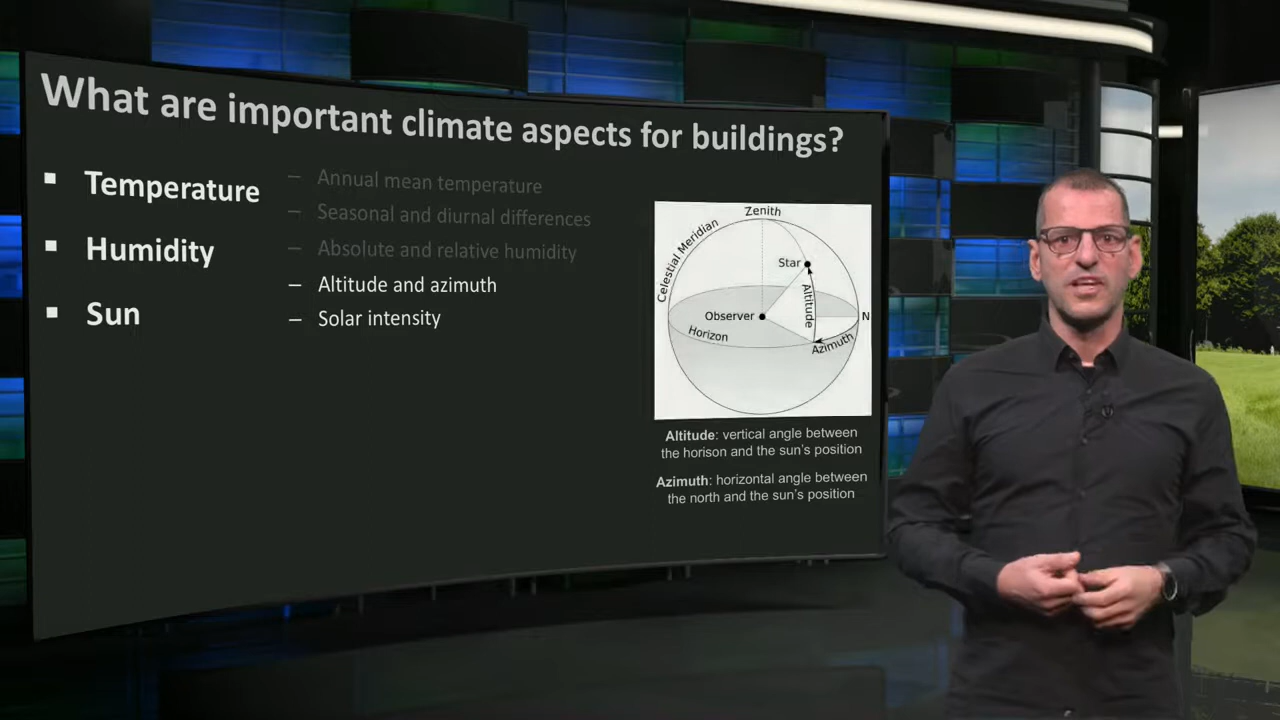 What are important climate aspects for buildings?
▪ Temperature
– Annual mean temperature
– Seasonal and diurnal differences
▪ Humidity
– Absolute and relative humidity
– Altitude and azimuth
▪ Sun
– Solar intensity
Zenith
Celestial Meridian
Star
Altitude
Observer
N
Horizon
Azimuth
Altitude: vertical angle between
the horison and the sun's position
Azimuth: horizontal angle between
the north and the sun's position